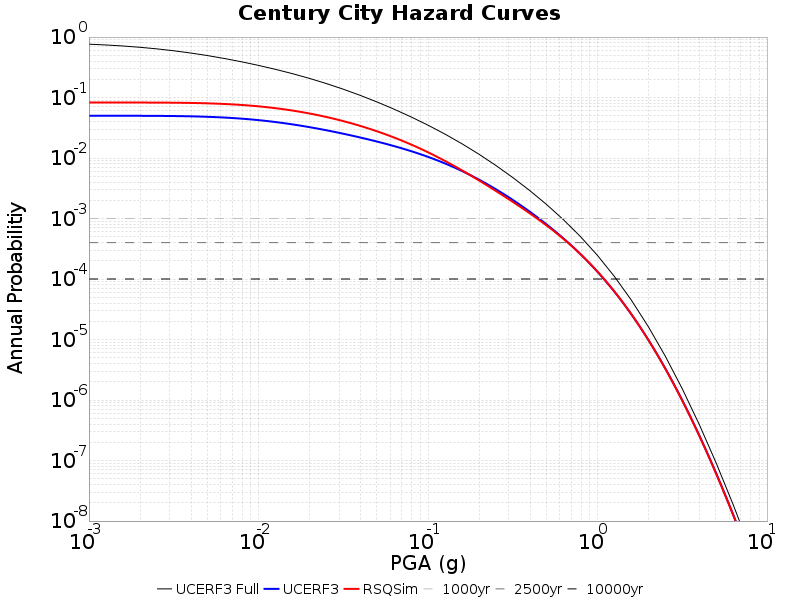 Century City Hazard Curves
Annual Probabilitiy
10^0
10^-1
10^-2
10^-3
10^-4
10^-5
10^-6
10^-7
10^-8
10^-3 10^-2 10^-1 10^0 10^1
PGA (g)
UCERF3 Full UCERF3 RSQSim 1000yr 2500yr 10000yr